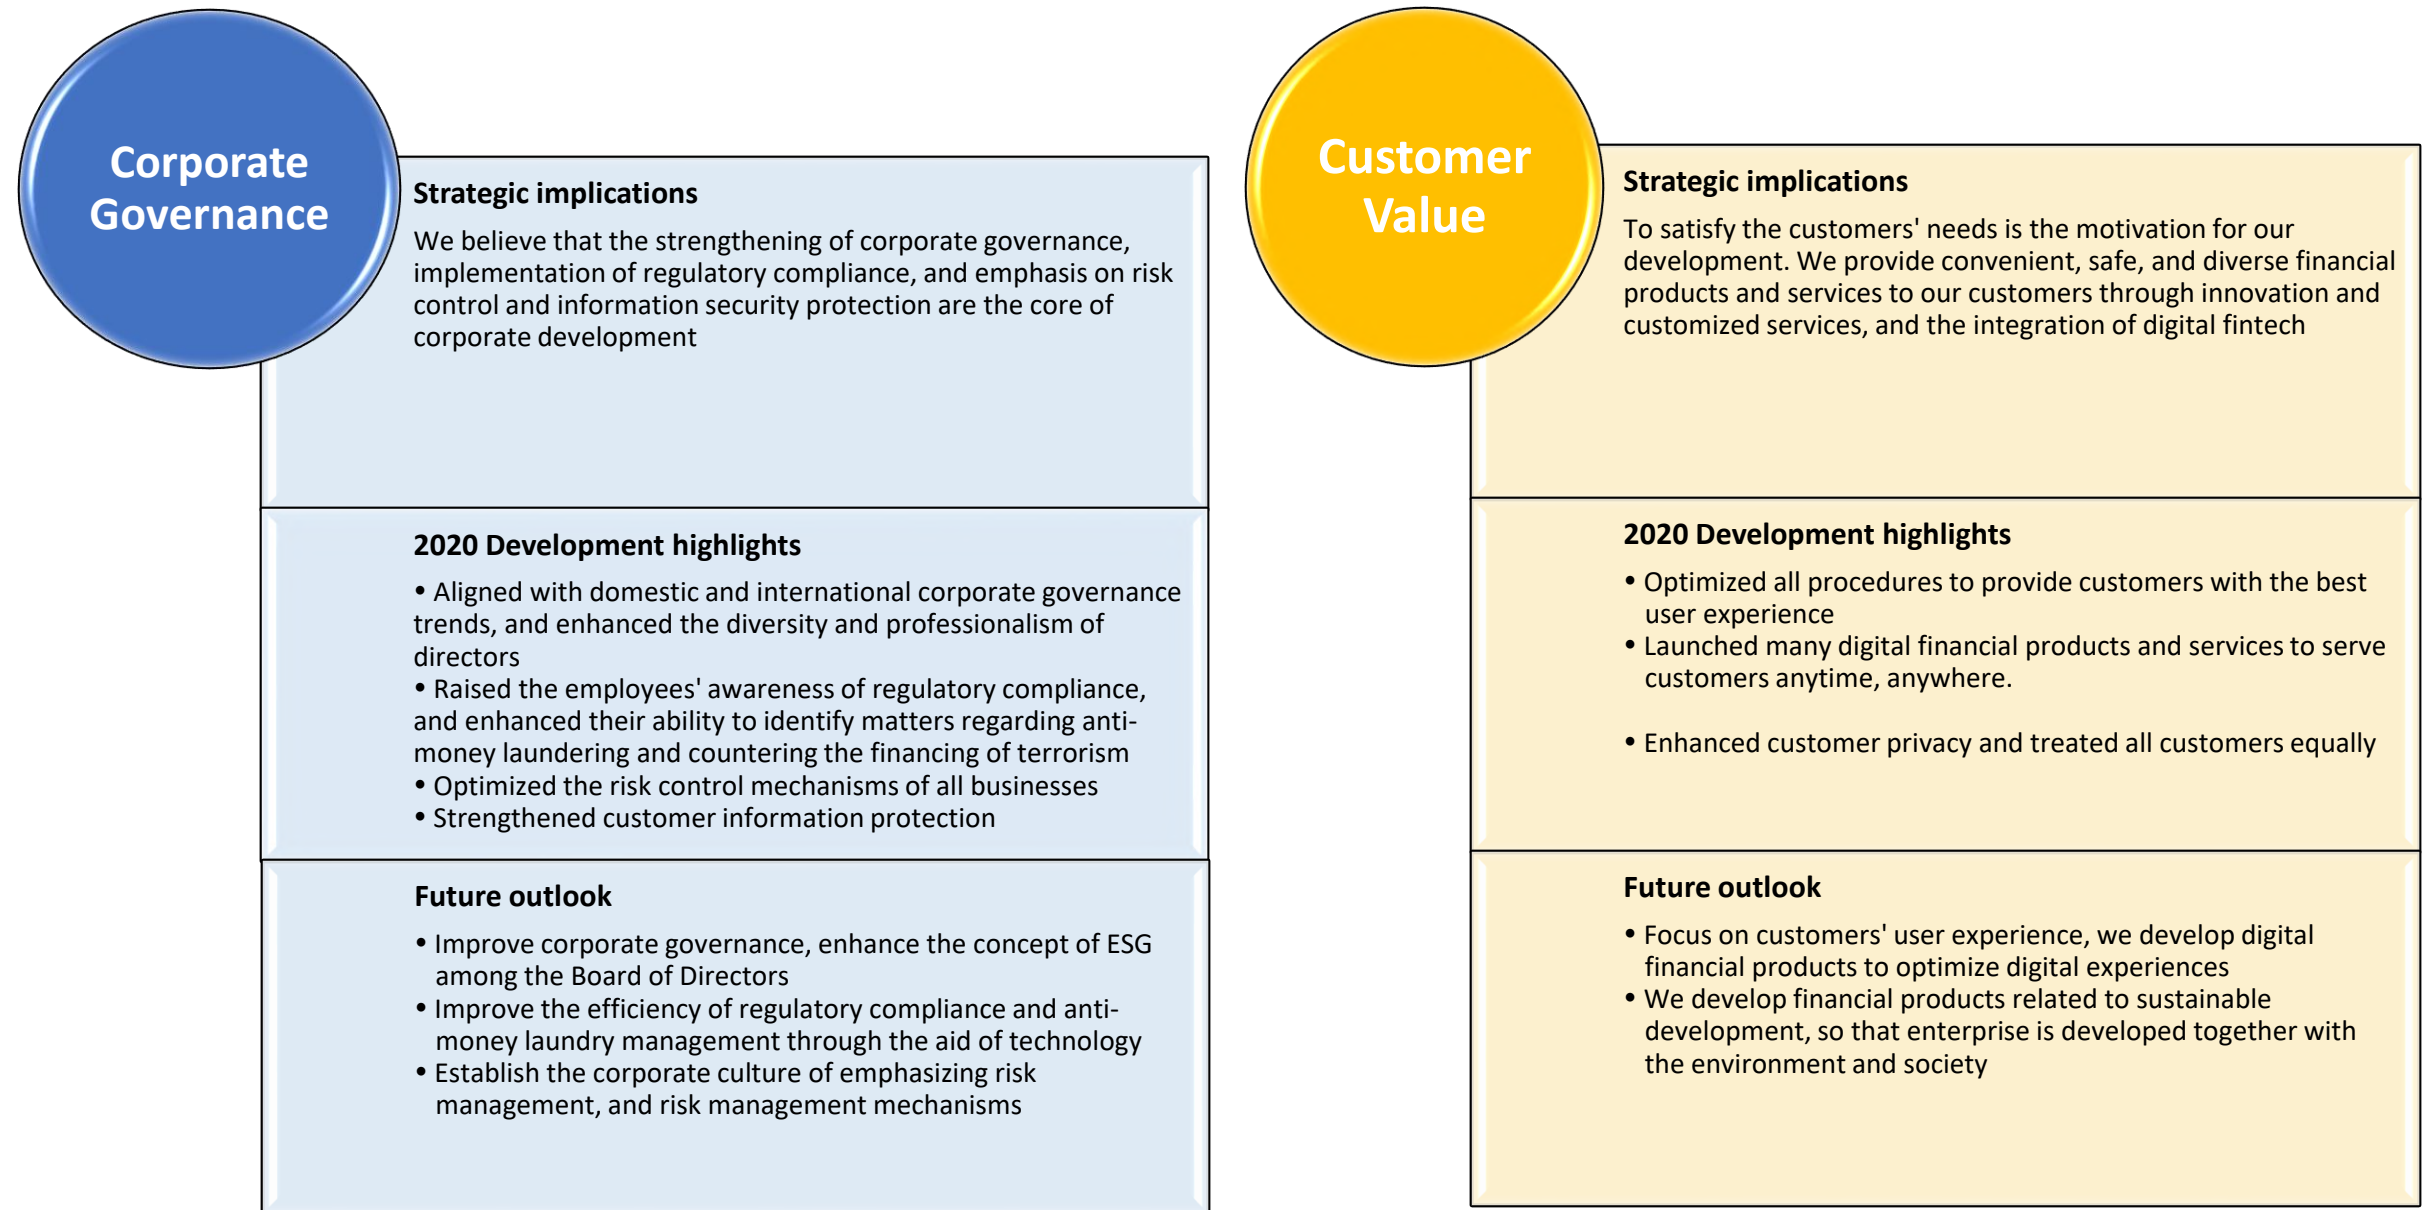 Corporate
Governance
Strategic implications
We believe that the strengthening of corporate governance,
implementation of regulatory compliance, and emphasis on risk
control and information security protection are the core of
corporate development
2020 Development highlights
• Aligned with domestic and international corporate governance
trends, and enhanced the diversity and professionalism of
directors
• Raised the employees' awareness of regulatory compliance,
and enhanced their ability to identify matters regarding anti-
money laundering and countering the financing of terrorism
• Optimized the risk control mechanisms of all businesses
• Strengthened customer information protection
Future outlook
• Improve corporate governance, enhance the concept of ESG
among the Board of Directors
• Improve the efficiency of regulatory compliance and anti-
money laundry management through the aid of technology
• Establish the corporate culture of emphasizing risk
management, and risk management mechanisms
Customer
Value
Strategic implications
To satisfy the customers' needs is the motivation for our
development. We provide convenient, safe, and diverse financial
products and services to our customers through innovation and
customized services, and the integration of digital fintech
2020 Development highlights
• Optimized all procedures to provide customers with the best
user experience
• Launched many digital financial products and services to serve
customers anytime, anywhere.
• Enhanced customer privacy and treated all customers equally
Future outlook
• Focus on customers' user experience, we develop digital
financial products to optimize digital experiences
• We develop financial products related to sustainable
development, so that enterprise is developed together with
the environment and society